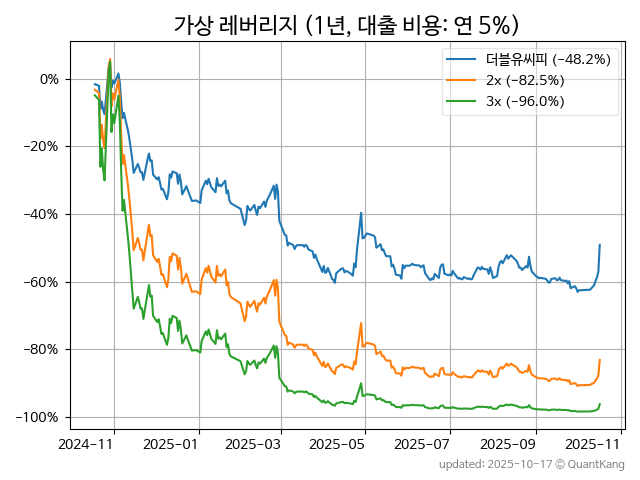 가상 레버리지 (1년, 대출 비용: 연 5%)
더블유씨피 (−48.2%)
2x (−82.5%)
3x (−96.0%)
0%
−20%
−40%
−60%
−80%
−100%
2024-11 2025-01 2025-03 2025-05 2025-07 2025-09 2025-11
updated: 2025-10-17 © QuantKang